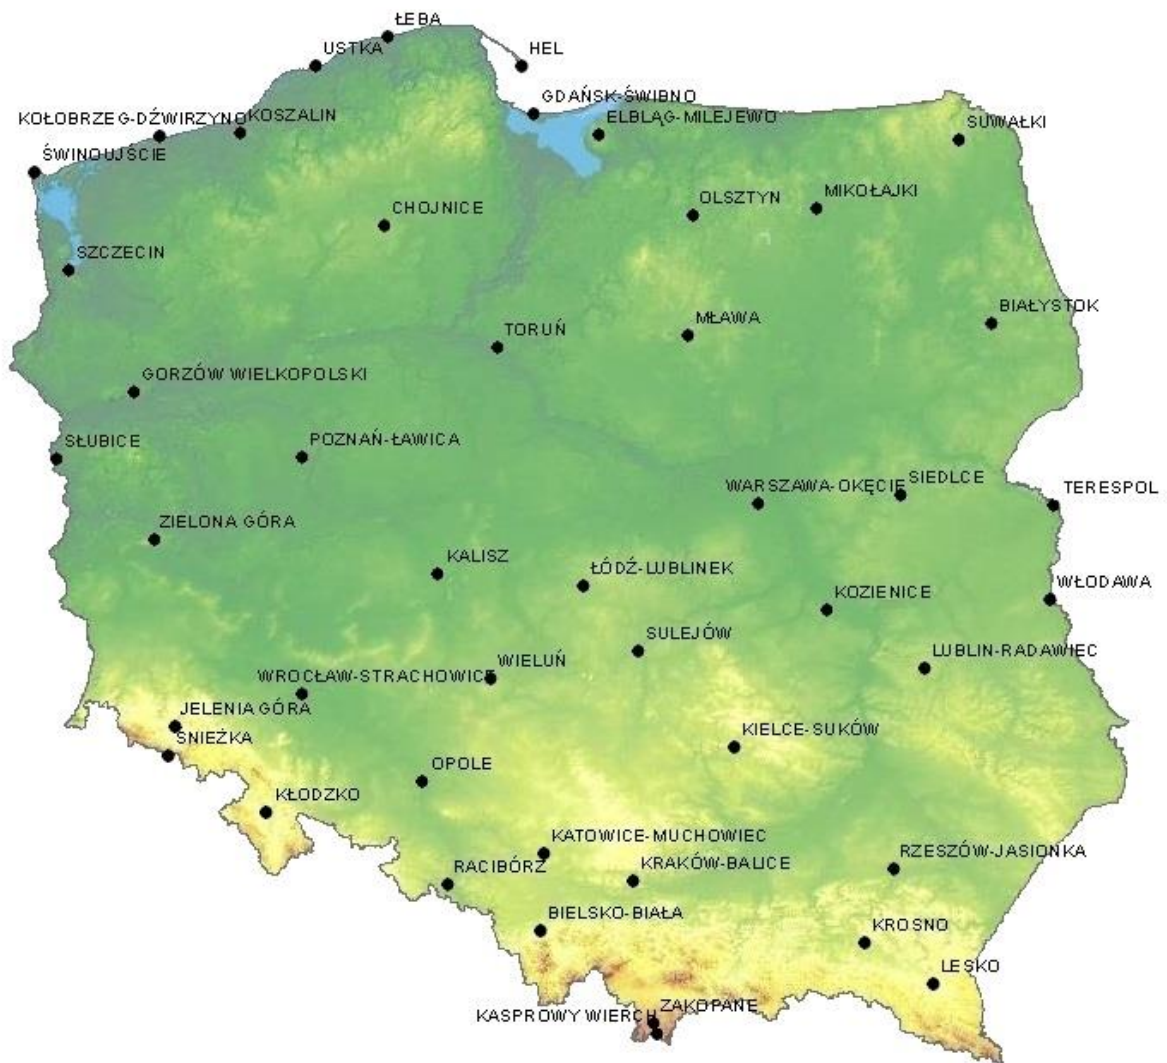 ŁEBA
USTKA
HEL
GDAŃSK-ŚWIBNO
KOŁOBRZEG-DŹWIRZYNO
KOSZALIN
ELBLĄG-MILEJEWO
SUWAŁKI
ŚWINOUJŚCIE
OLSZTYN
MIKOŁAJKI
CHOJNICE
SZCZECIN
BIAŁYSTOK
TORUŃ
MŁAWA
GORZÓW WIELKOPOLSKI
SŁUBICE
POZNAŃ-ŁAWICA
WARSZAWA-OKĘCIE
SIEDLCE
TERESPOL
ZIELONA GÓRA
KALISZ
ŁÓDŹ-LUBLINEK
KOZIENICE
WŁODAWA
SULEJÓW
WIELUŃ
LUBLIN-RADAWIEC
WROCŁAW-STRACHOWICE
JELENIA GÓRA
ŚNIEŻKA
KIELCE-SUKÓW
OPOLE
KŁODZKO
KATOWICE-MUCHOWIEC
RACIBÓRZ
KRAKÓW-BALICE
RZESZÓW-JASIONKA
BIELSKO-BIAŁA
KROSNO
LESKO
ZAKOPANE
KASPROWY WIERCH